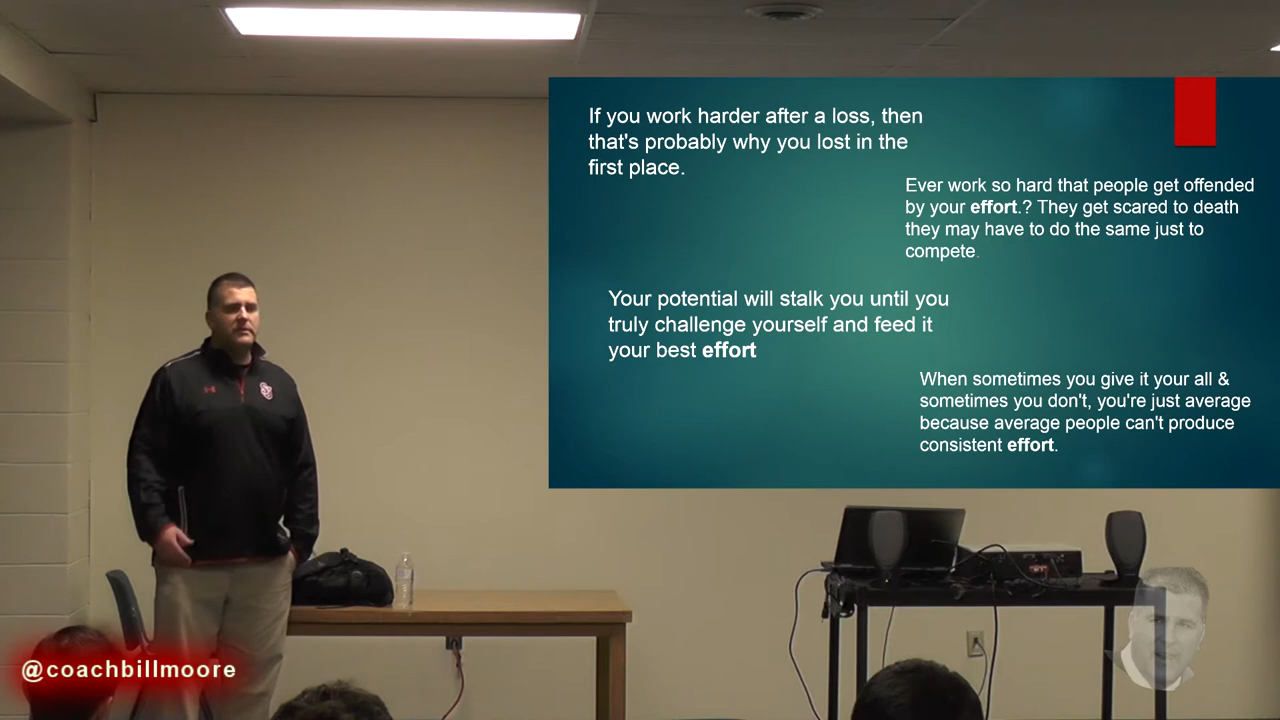 If you work harder after a loss, then
that's probably why you lost in the
first place.
Ever work so hard that people get offended
by your effort.? They get scared to death
they may have to do the same just to
compete.
Your potential will stalk you until you
truly challenge yourself and feed it
your best effort
When sometimes you give it your all &
sometimes you don't, you're just average
because average people can't produce
consistent effort.
@coachbillmoore